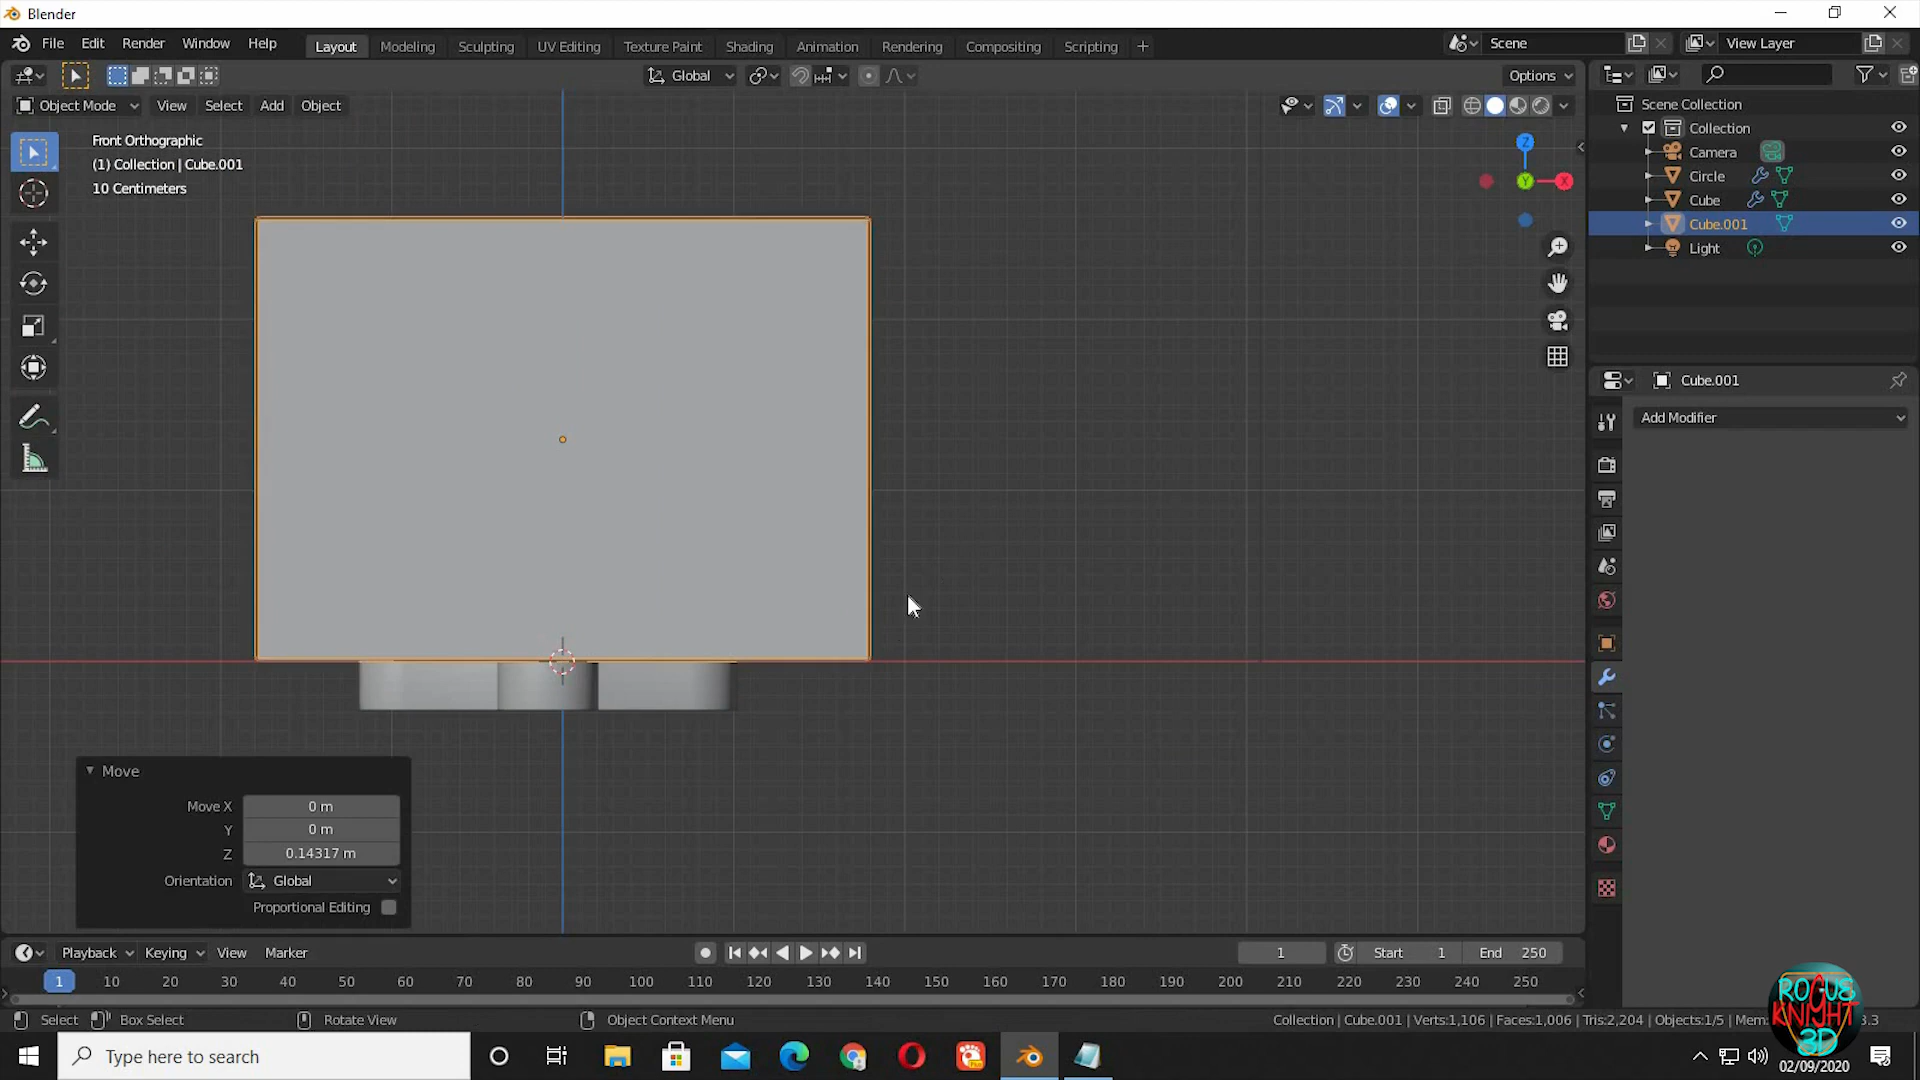 Blender
File Edit Render Window Help Layout Modeling Sculpting UV Editing Texture Paint Shading Animation Rendering Compositing Scripting + Scene View Layer
Global Options
Object Mode View Select Add Object
Front Orthographic
(1) Collection | Cube.001
10 Centimeters
Z
Y
X
Scene Collection
Collection
Camera
Circle
Cube
Cube.001
Light
Cube.001
Add Modifier
Move
Move X 0 m
Y 0 m
Z 0.14317 m
Orientation Global
Proportional Editing
Playback Keying View Marker 1 Start 1 End 250
1 10 20 30 40 50 60 70 80 90 100 110 120 130 140 150 160 170 180 190 200 210 220 230 240 250
Select Box Select Rotate View Object Context Menu Collection | Cube.001 | Verts:1,106 | Faces:1,006 | Tris:2,204 | Objects:1/5 | Mem: 3.3
ROGUE
KNIGHT
3D
Type here to search
02/09/2020